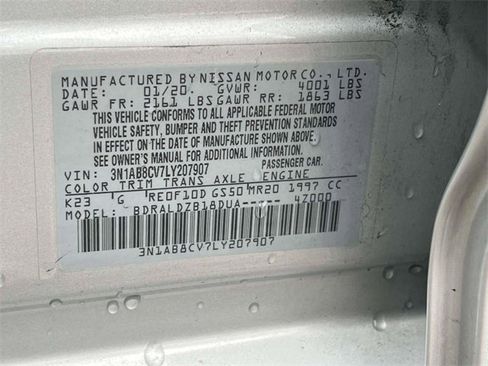 MANUFACTURED BY NISSAN MOTOR CO., LTD.
DATE: 01/20. GVWR: 4001 LBS
GAWR FR: 2161 LBS GAWR RR: 1863 LBS
THIS VEHICLE CONFORMS TO ALL APPLICABLE FEDERAL MOTOR
VEHICLE SAFETY, BUMPER AND THEFT PREVENTION STANDARDS
IN EFFECT ON THE DATE OF MANUFACTURE SHOWN ABOVE.
SEE OWNER'S MANUAL FOR ADDITIONAL INFORMATION.
VIN: 3N1AB8CV7LY207907 PASSENGER CAR.
COLOR TRIM TRANS AXLE ENGINE
K23 'G RE0F10D GS50 MR20 1997 CC
MODEL: BDRALDZB18DUA----- 4Z000
3N1AB8CV7LY207907